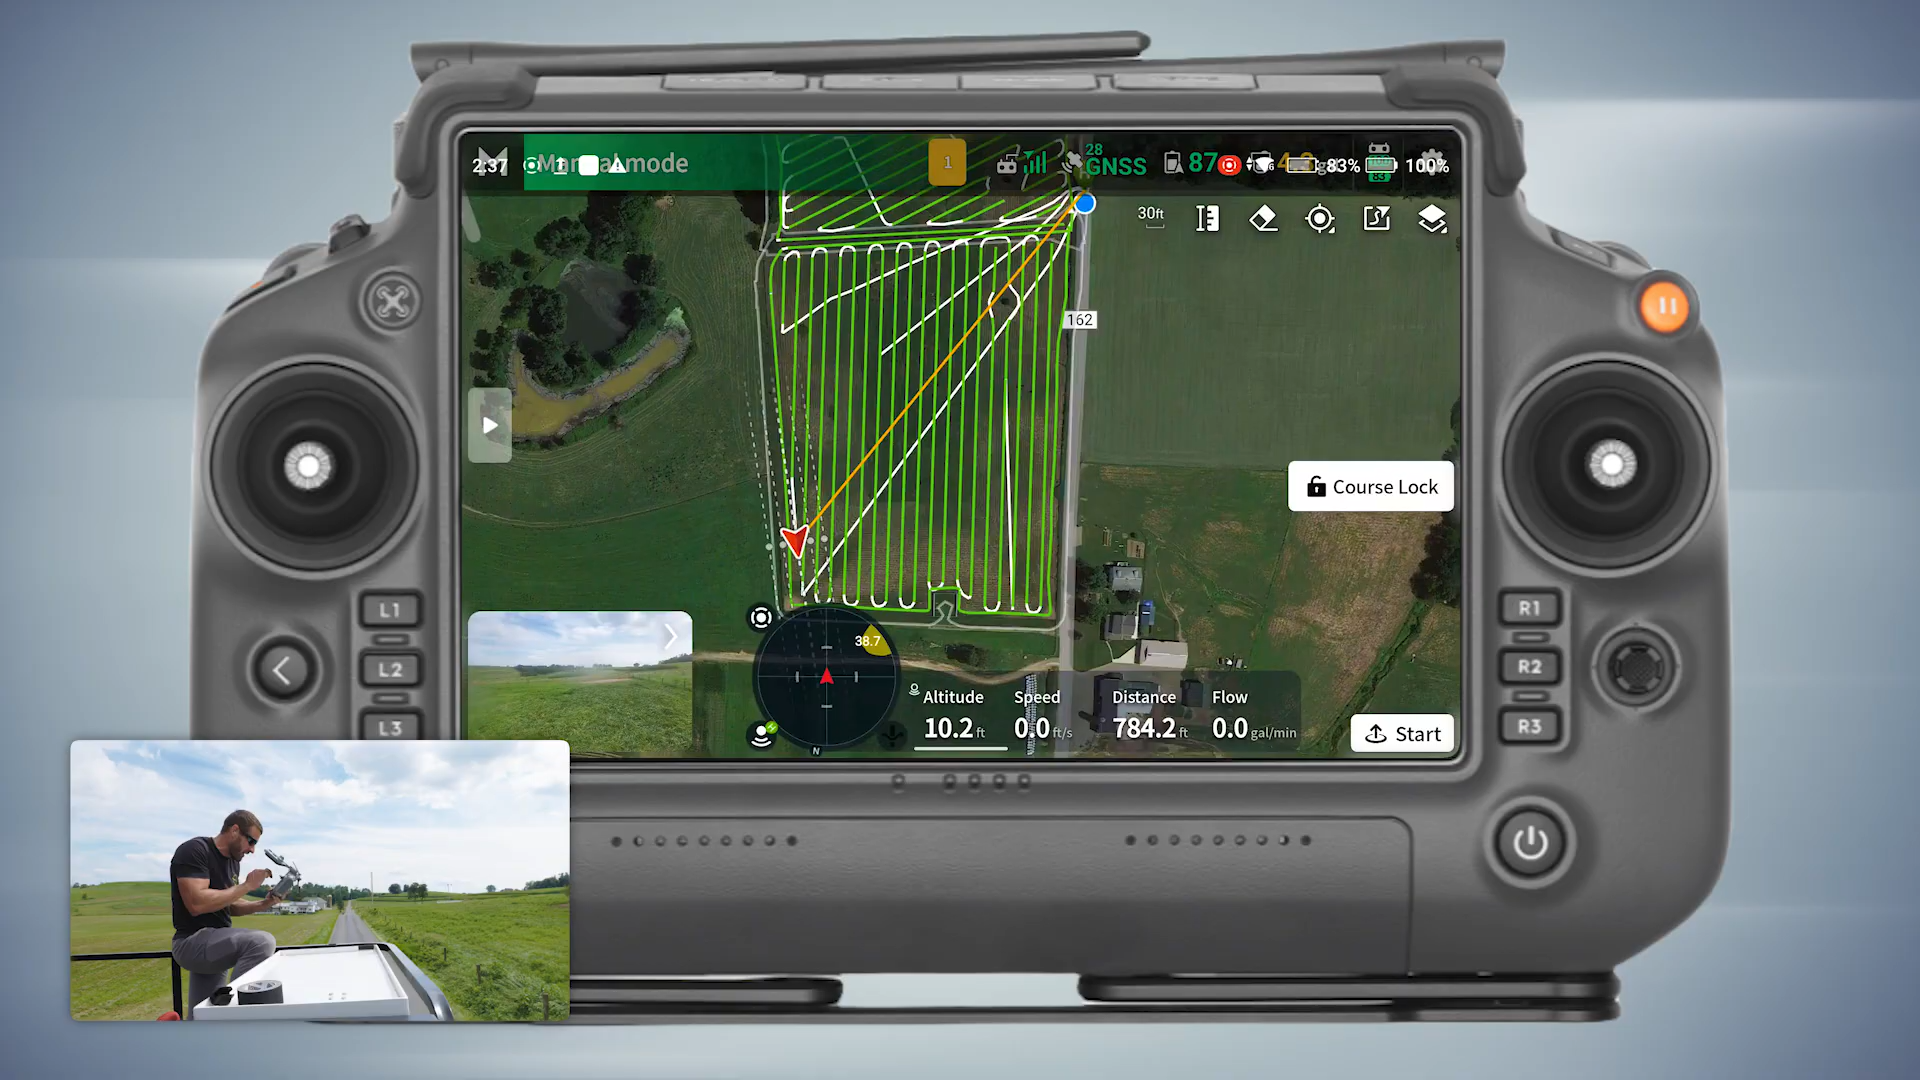 2:37 Manual mode
1
28
GNSS
87
83%
83
100%
30ft
162
Course Lock
38.7
N
Altitude Speed Distance Flow
10.2 ft 0.0 ft/s 784.2 ft 0.0 gal/min
Start
L1
L2
L3
R1
R2
R3